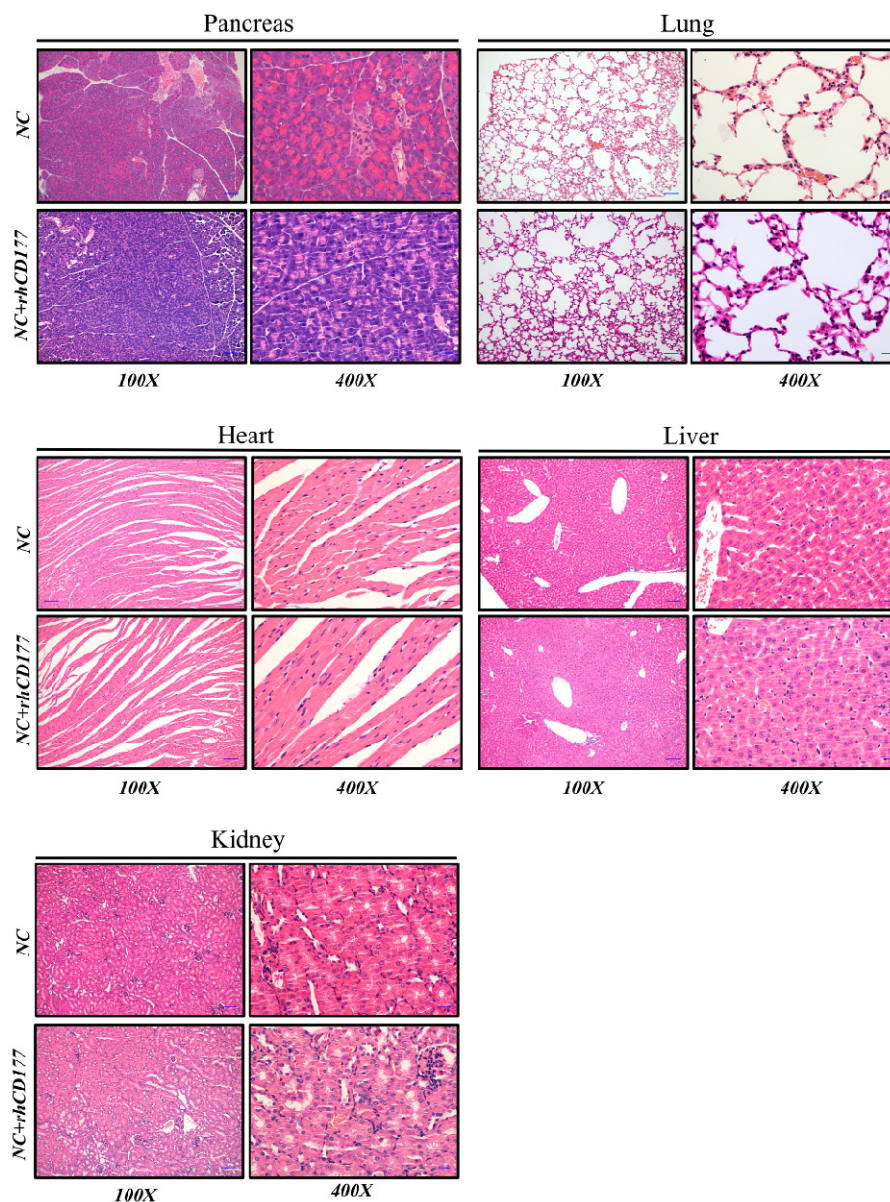 Pancreas
Lung
NC
NC+rhCD177
100X
400X
100X
400X
Heart
Liver
NC
NC+rhCD177
100X
400X
100X
400X
Kidney
NC
NC+rhCD177
100X
400X